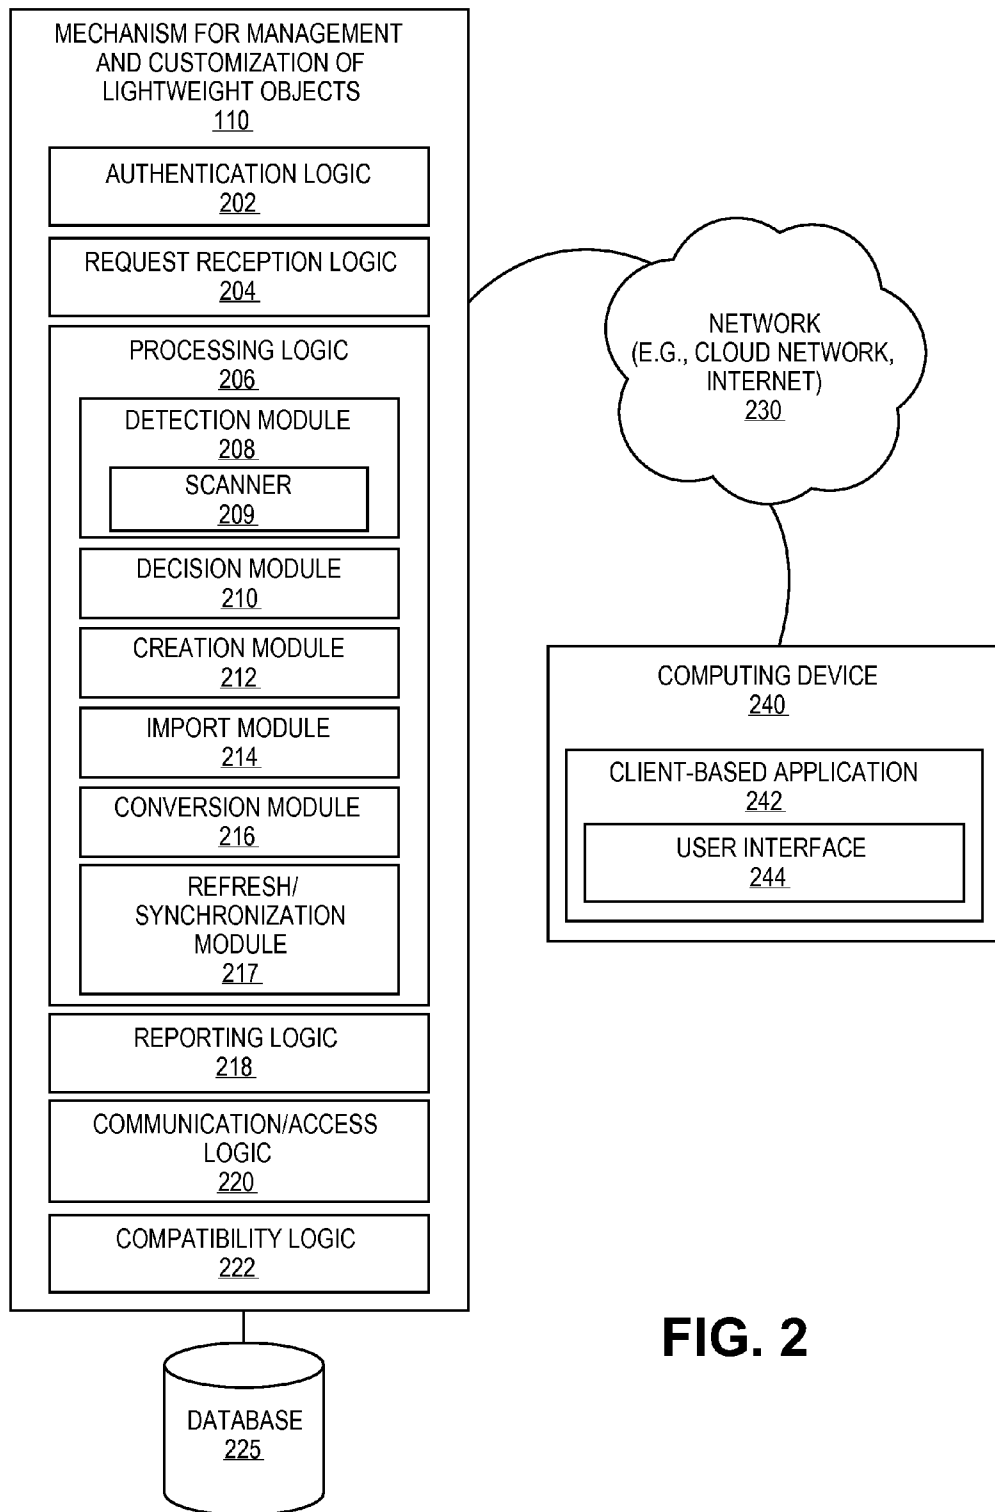 MECHANISM FOR MANAGEMENT
AND CUSTOMIZATION OF
LIGHTWEIGHT OBJECTS
110
AUTHENTICATION LOGIC
202
REQUEST RECEPTION LOGIC
204
PROCESSING LOGIC
206
DETECTION MODULE
208
SCANNER
209
DECISION MODULE
210
CREATION MODULE
212
IMPORT MODULE
214
CONVERSION MODULE
216
REFRESH/
SYNCHRONIZATION
MODULE
217
REPORTING LOGIC
218
COMMUNICATION/ACCESS
LOGIC
220
COMPATIBILITY LOGIC
222
DATABASE
225
NETWORK
(E.G., CLOUD NETWORK,
INTERNET)
230
COMPUTING DEVICE
240
CLIENT-BASED APPLICATION
242
USER INTERFACE
244
FIG. 2